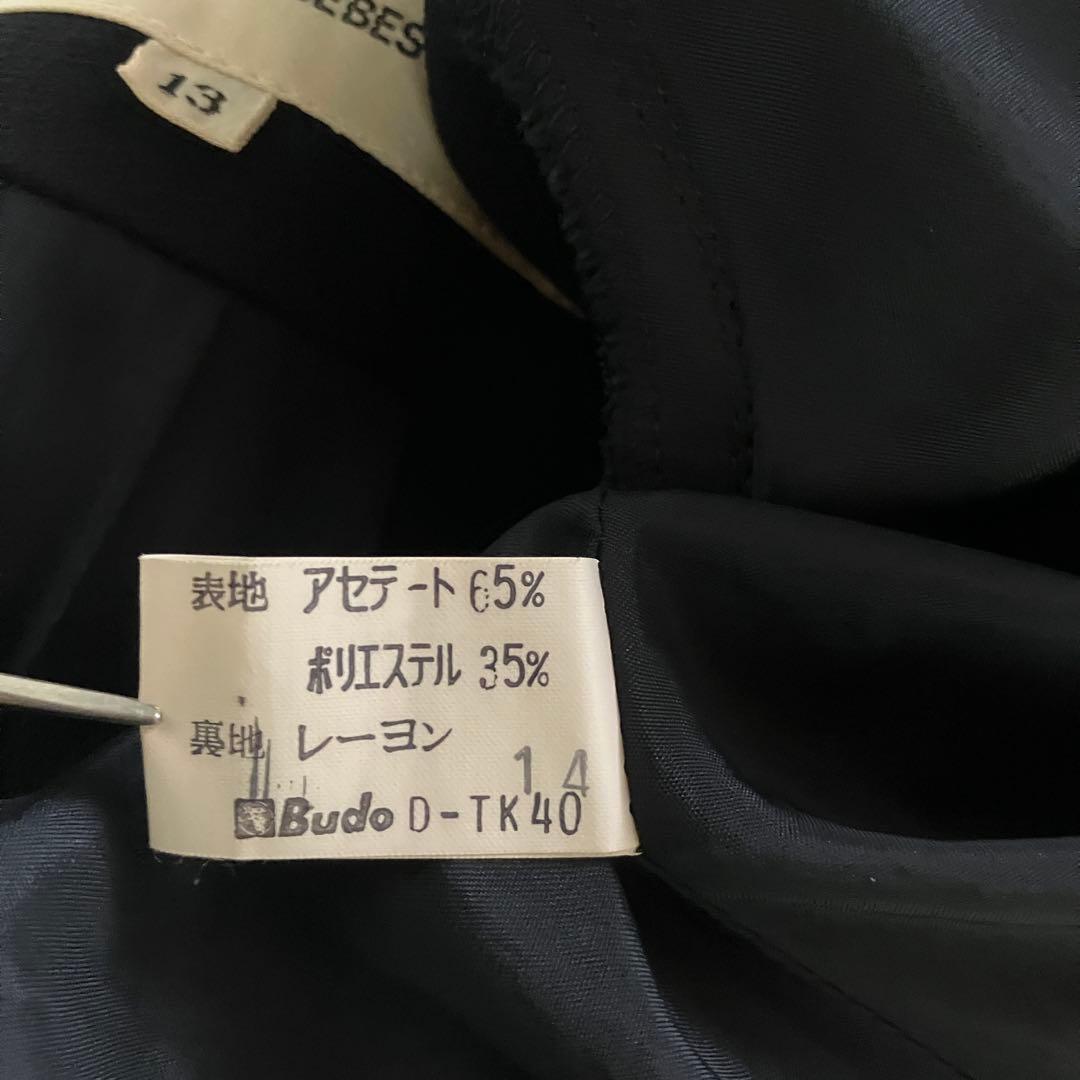 13
表地 アセテート 65%
ポリエステル 35%
裏地 レーヨン
14
Budo D-TK40